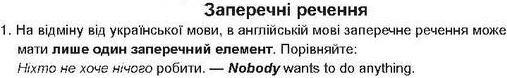 Заперечні речення
1. На відміну від української мови, в англійській мові заперечне речення може
мати лише один заперечний елемент. Порівняйте:
Ніхто не хоче нічого робити. — Nobody wants to do anything.